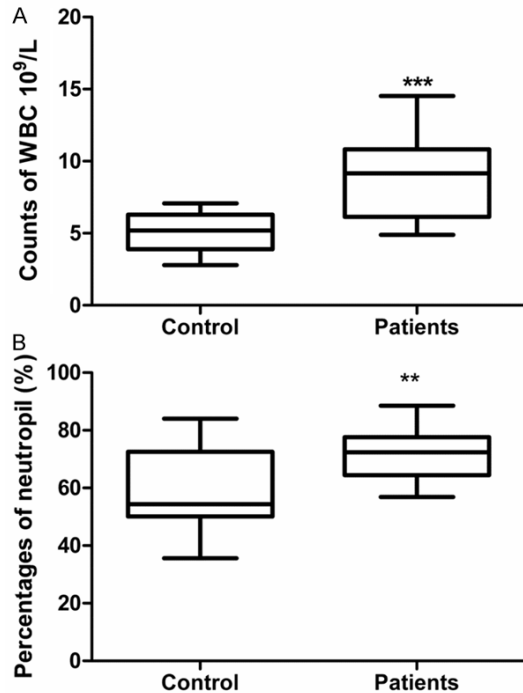 A
Counts of WBC 10⁹/L
20
15
10
5
0
***
Control Patients
B
Percentages of neutropil (%)
100
80
60
40
20
0
**
Control Patients